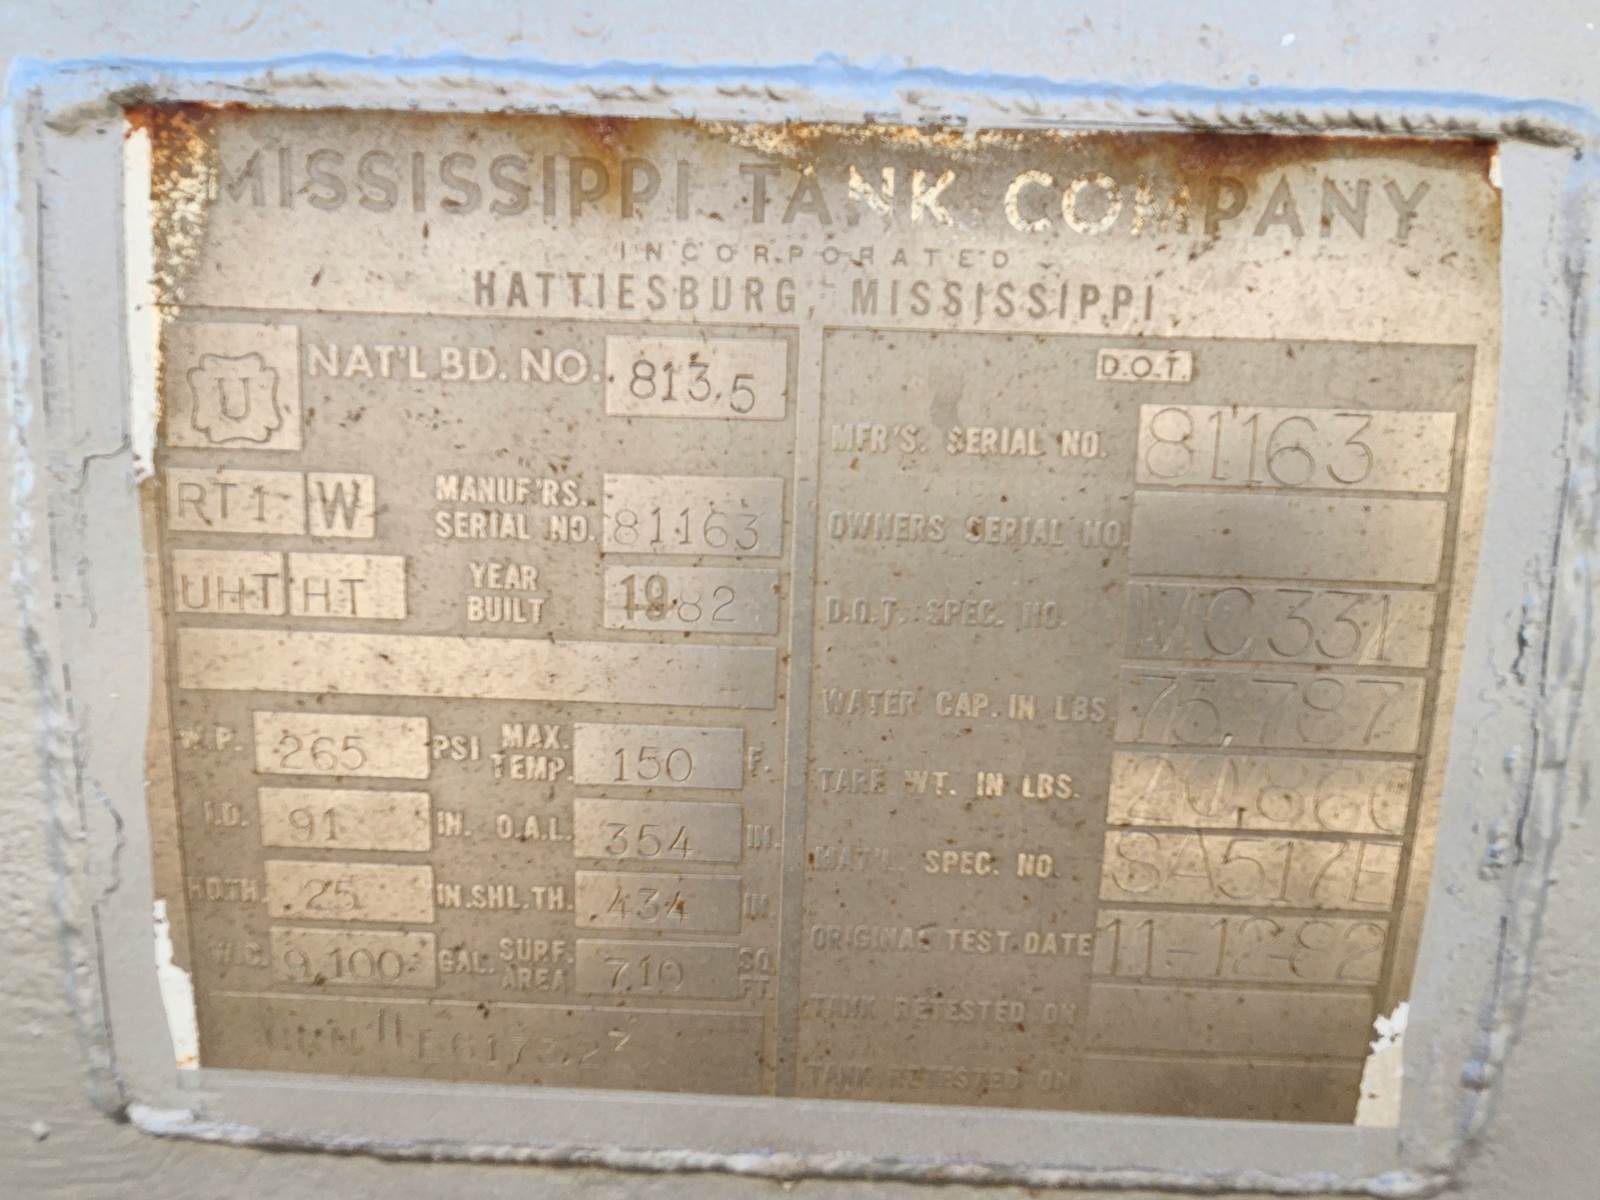 MISSISSIPPI TANK COMPANY
INCORPORATED
HATTIESBURG, MISSISSIPPI
U NAT'L BD. NO. 8135
RT1 W MANUF'RS. SERIAL NO. 81163
UHT HT YEAR BUILT 1982
W.P. 265 PSI MAX. TEMP. 150 F.
I.D. 91 IN. O.A.L. 354 IN.
HD.TH. .25 IN. SHL.TH. .434 IN.
W.C. 9,100 GAL. SURF. AREA 710 SQ. FT.
D.O.T.
MFR'S. SERIAL NO. 81163
OWNERS SERIAL NO.
D.O.T. SPEC. NO. MC331
WATER CAP. IN LBS. 75,787
TARE WT. IN LBS.
MAT'L. SPEC. NO. SA517E
ORIGINAL TEST DATE 11-12-82
TANK RETESTED ON
TANK RETESTED ON